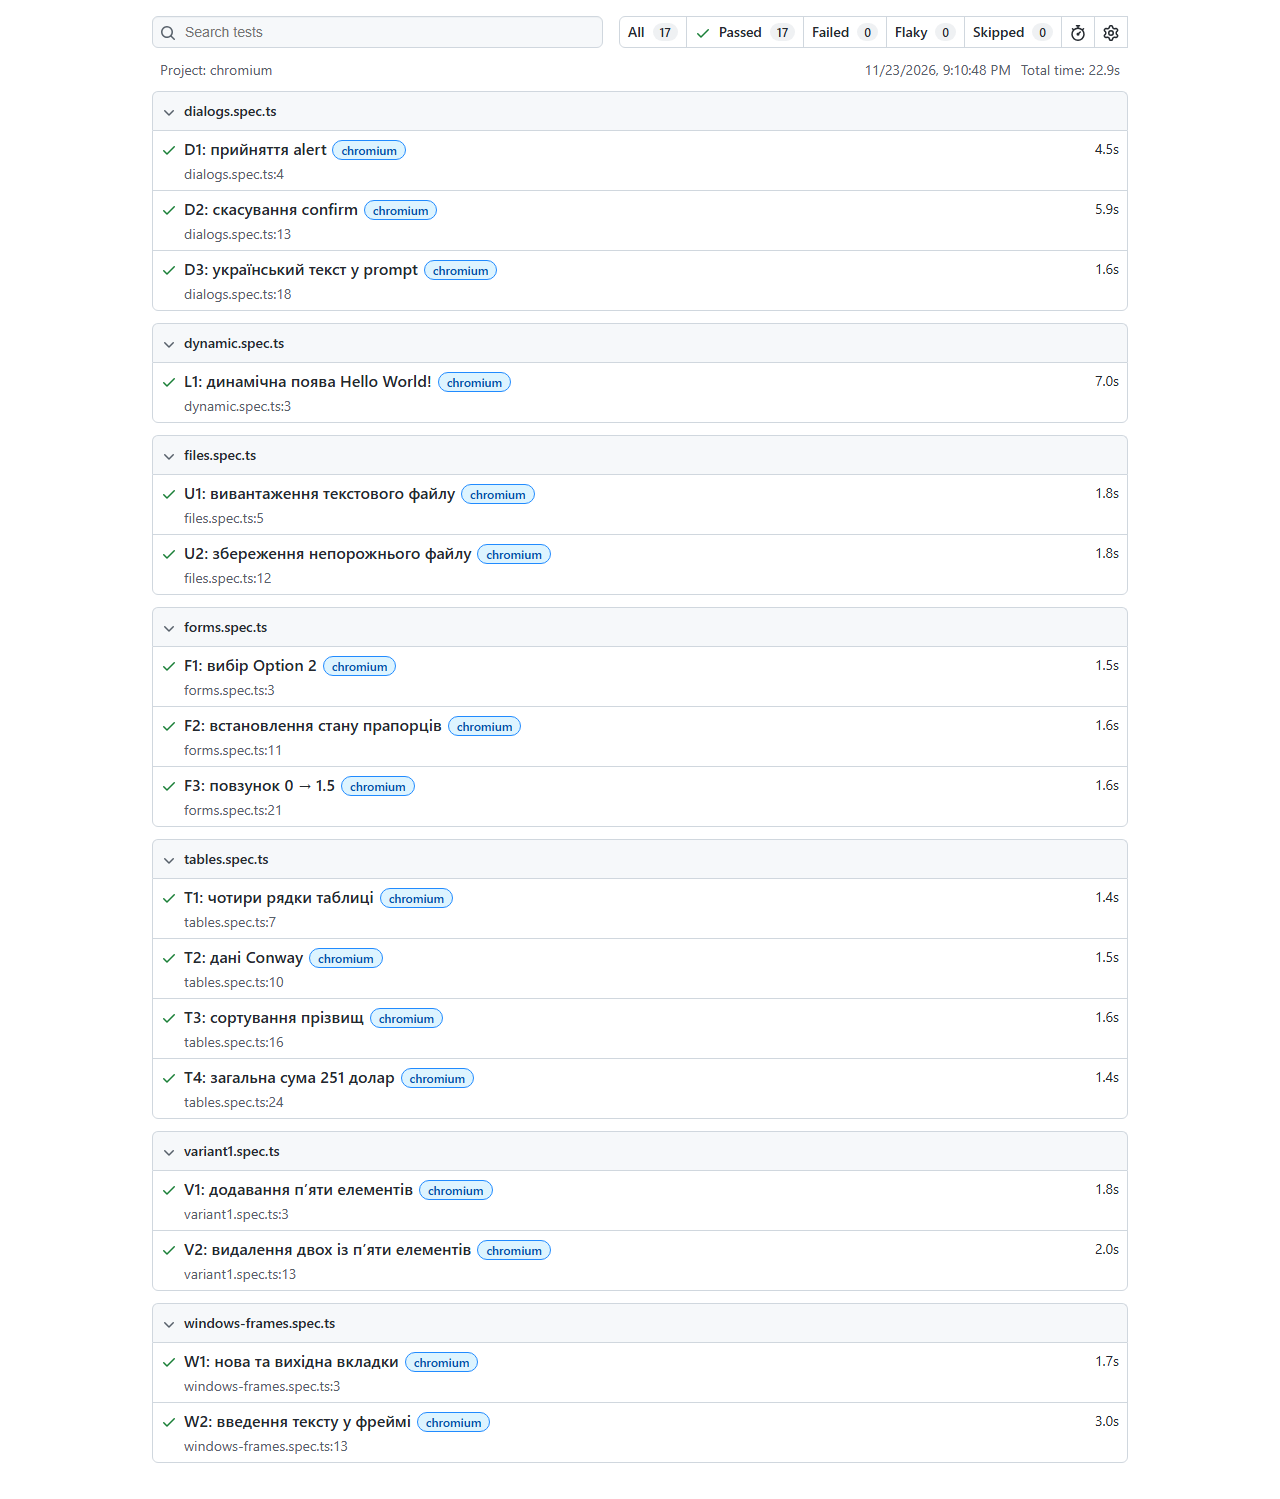 Search tests
All 17 Passed 17 Failed 0 Flaky 0 Skipped 0
Project: chromium 11/23/2026, 9:10:48 PM Total time: 22.9s
dialogs.spec.ts
D1: прийняття alert chromium 4.5s
dialogs.spec.ts:4
D2: скасування confirm chromium 5.9s
dialogs.spec.ts:13
D3: український текст у prompt chromium 1.6s
dialogs.spec.ts:18
dynamic.spec.ts
L1: динамічна поява Hello World! chromium 7.0s
dynamic.spec.ts:3
files.spec.ts
U1: вивантаження текстового файлу chromium 1.8s
files.spec.ts:5
U2: збереження непорожнього файлу chromium 1.8s
files.spec.ts:12
forms.spec.ts
F1: вибір Option 2 chromium 1.5s
forms.spec.ts:3
F2: встановлення стану прапорців chromium 1.6s
forms.spec.ts:11
F3: повзунок 0 → 1.5 chromium 1.6s
forms.spec.ts:21
tables.spec.ts
T1: чотири рядки таблиці chromium 1.4s
tables.spec.ts:7
T2: дані Conway chromium 1.5s
tables.spec.ts:10
T3: сортування прізвищ chromium 1.6s
tables.spec.ts:16
T4: загальна сума 251 долар chromium 1.4s
tables.spec.ts:24
variant1.spec.ts
V1: додавання п’яти елементів chromium 1.8s
variant1.spec.ts:3
V2: видалення двох із п’яти елементів chromium 2.0s
variant1.spec.ts:13
windows-frames.spec.ts
W1: нова та вихідна вкладки chromium 1.7s
windows-frames.spec.ts:3
W2: введення тексту у фреймі chromium 3.0s
windows-frames.spec.ts:13